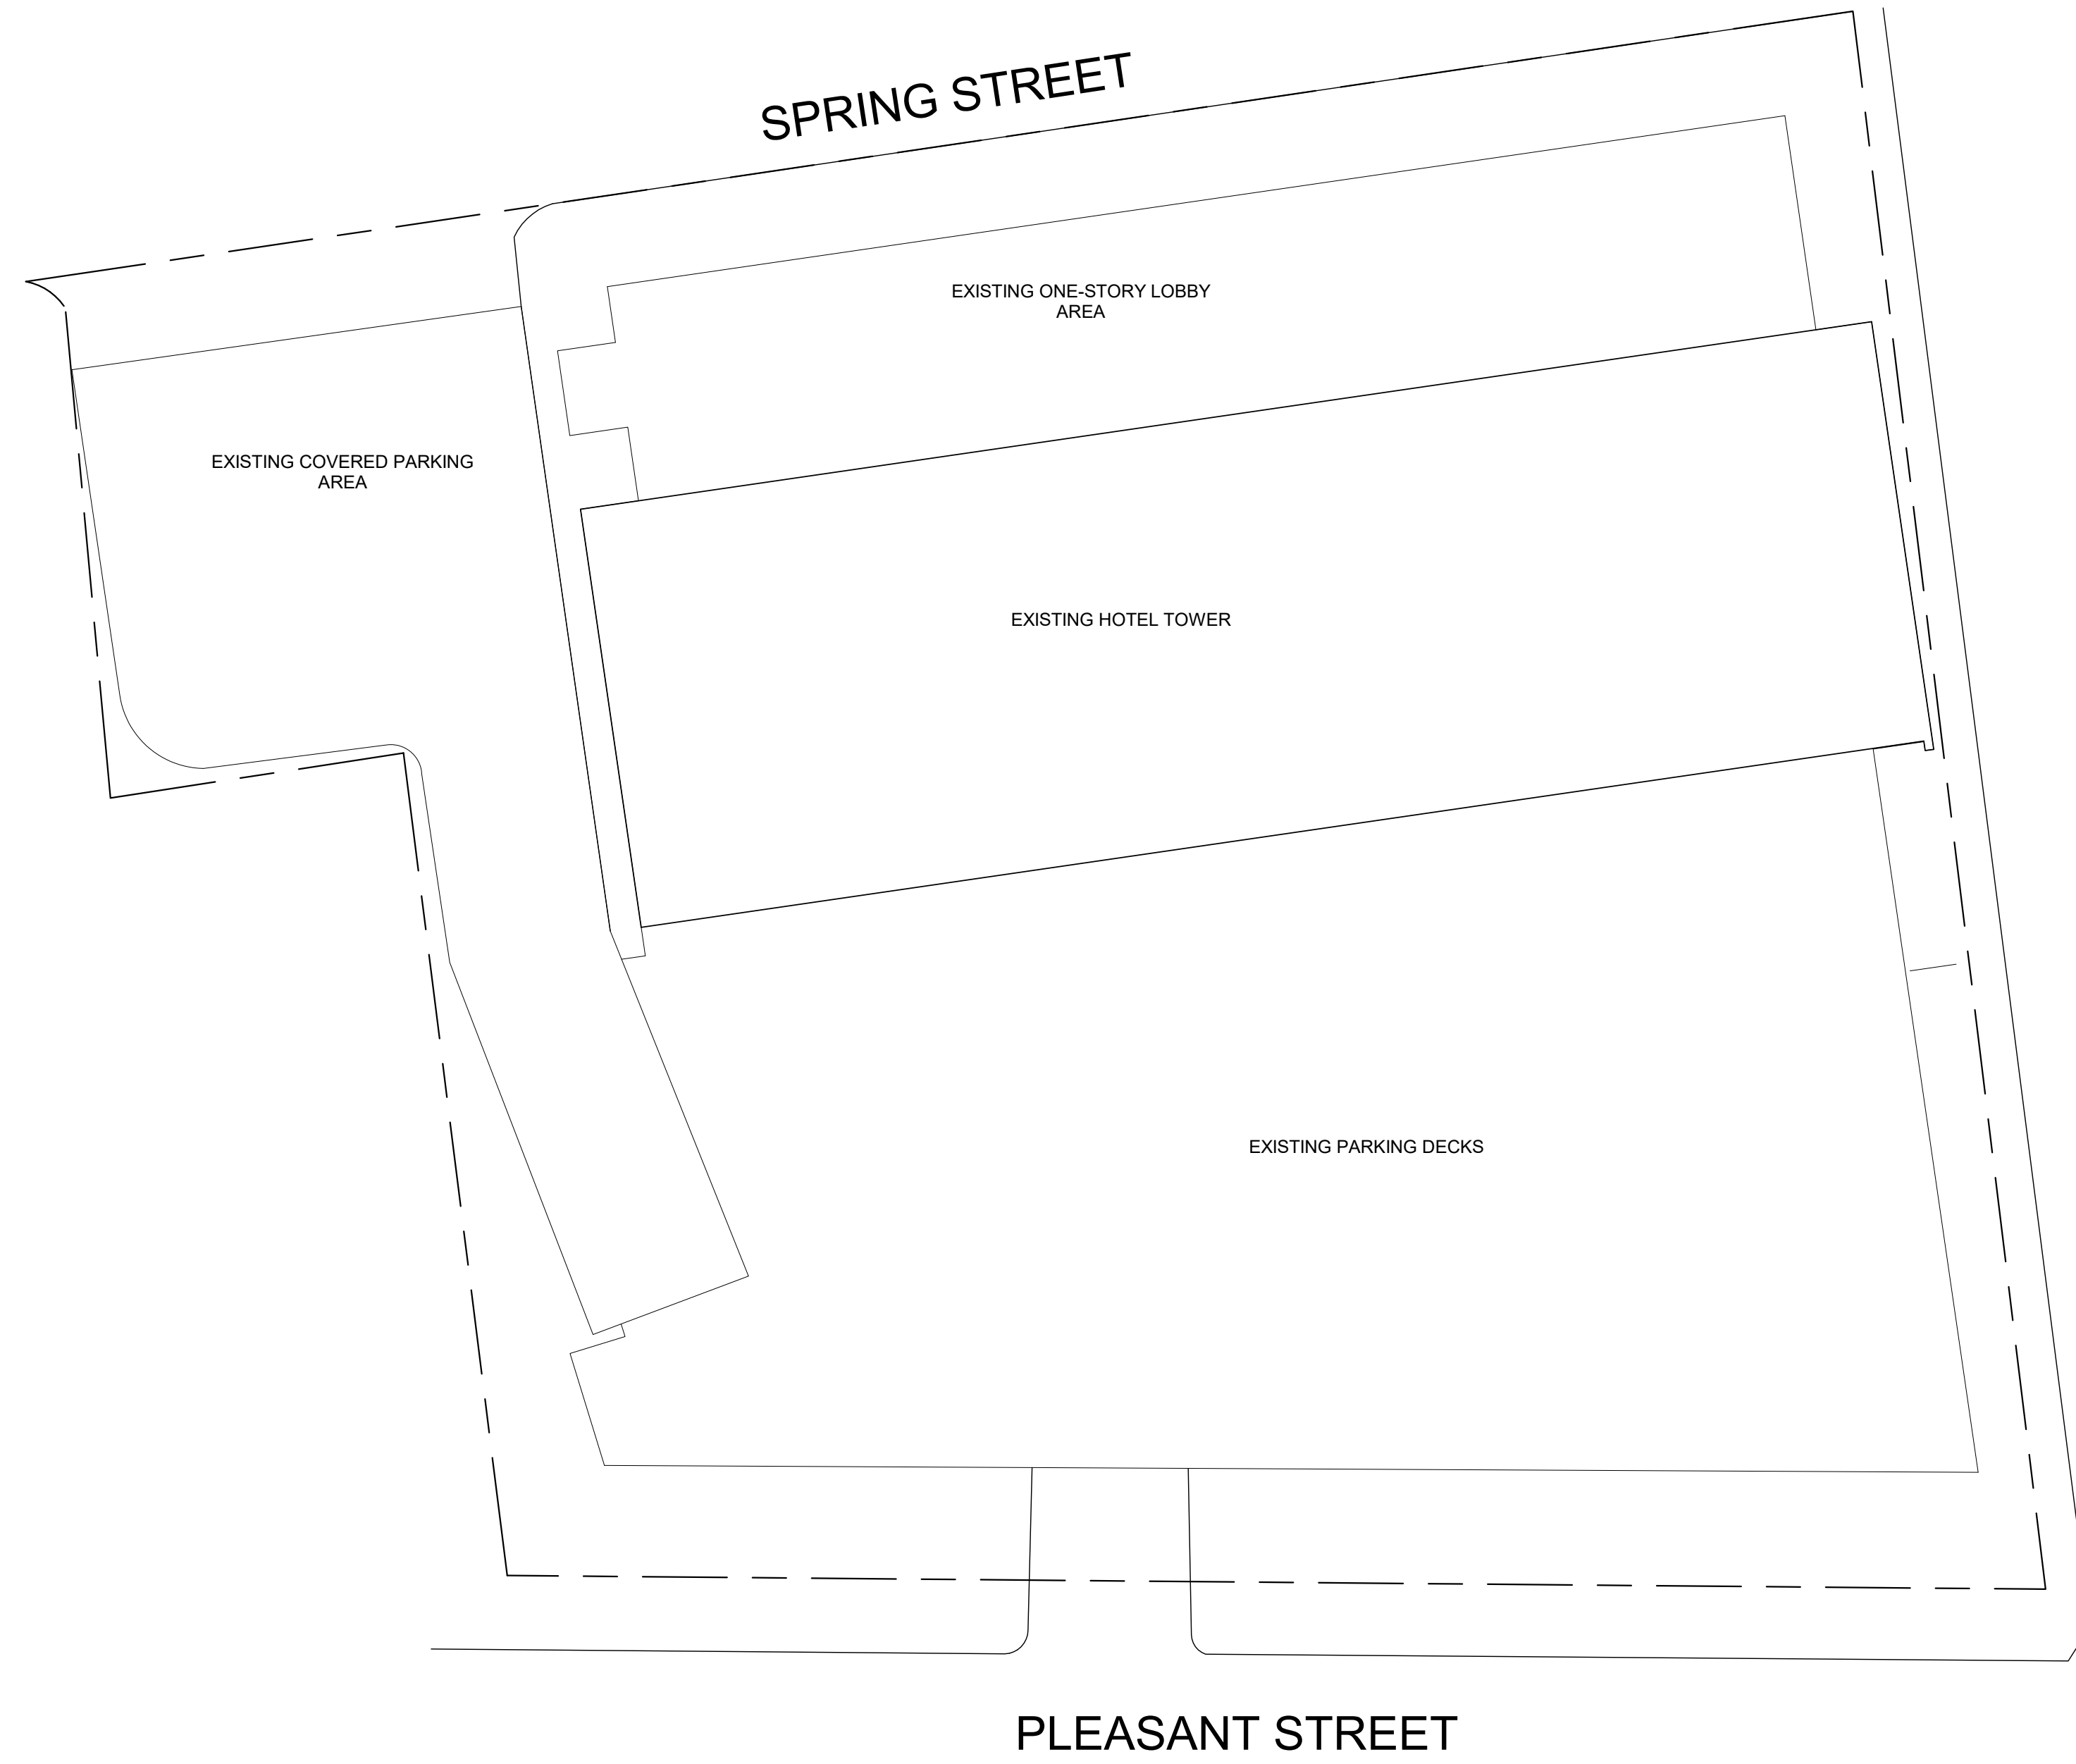 SPRING STREET
EXISTING ONE-STORY LOBBY
AREA
EXISTING COVERED PARKING
AREA
EXISTING HOTEL TOWER
EXISTING PARKING DECKS
PLEASANT STREET